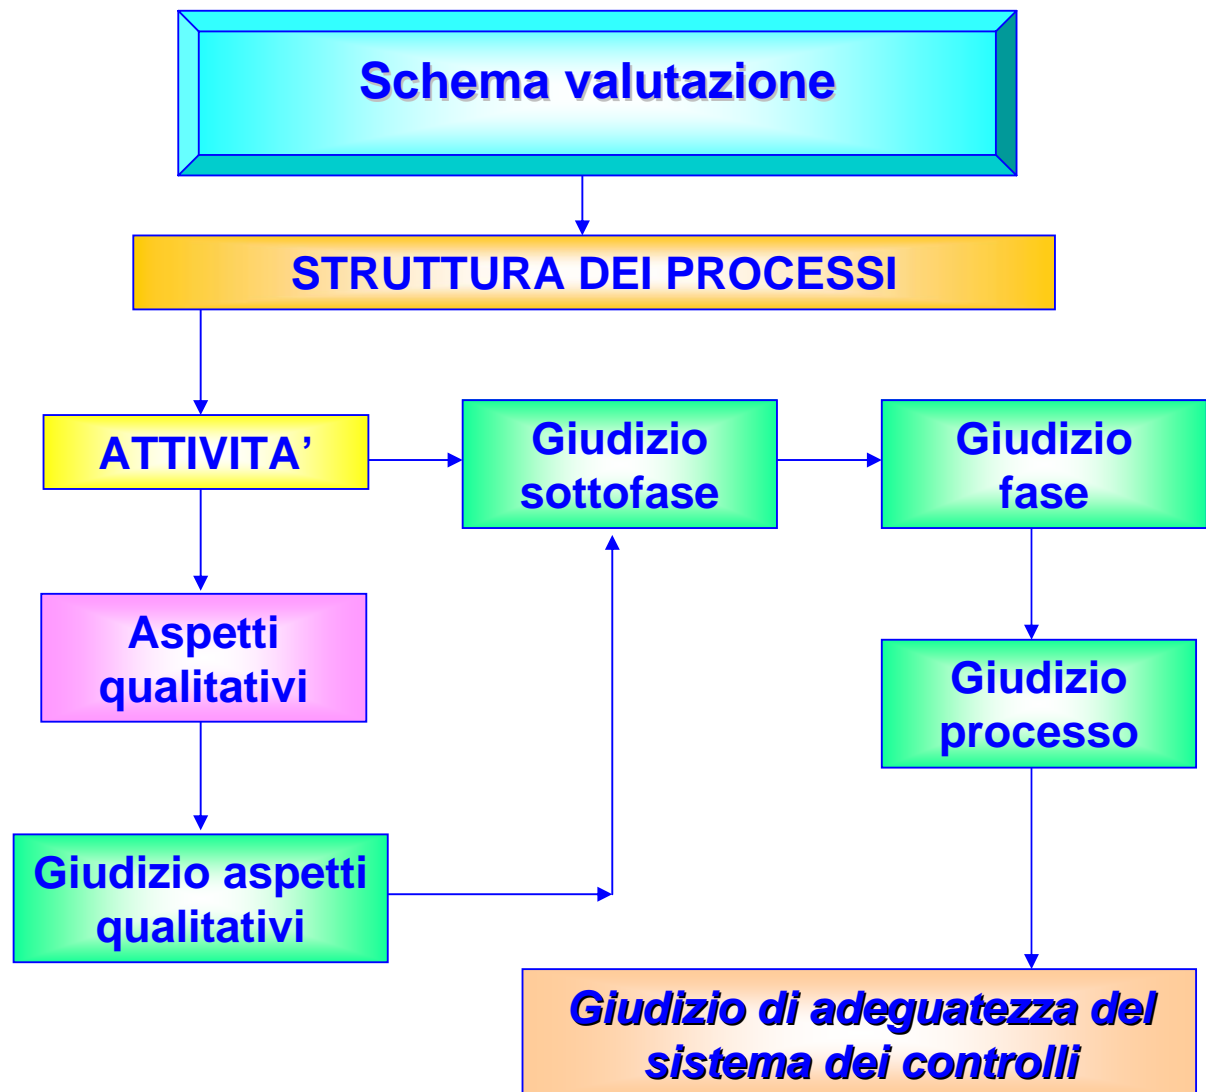 Schema valutazione
STRUTTURA DEI PROCESSI
ATTIVITA’
Giudizio
sottofase
Giudizio
fase
Aspetti
qualitativi
Giudizio
processo
Giudizio aspetti
qualitativi
Giudizio di adeguatezza del
sistema dei controlli